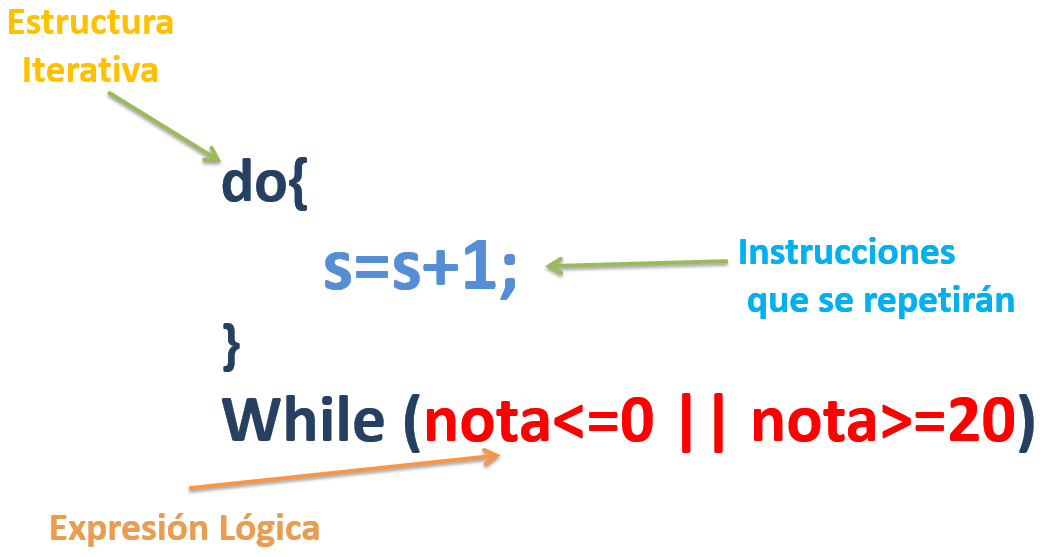 Estructura
Iterativa
do{
s=s+1;
Instrucciones
que se repetirán
}
While (nota<=0 || nota>=20)
Expresión Lógica